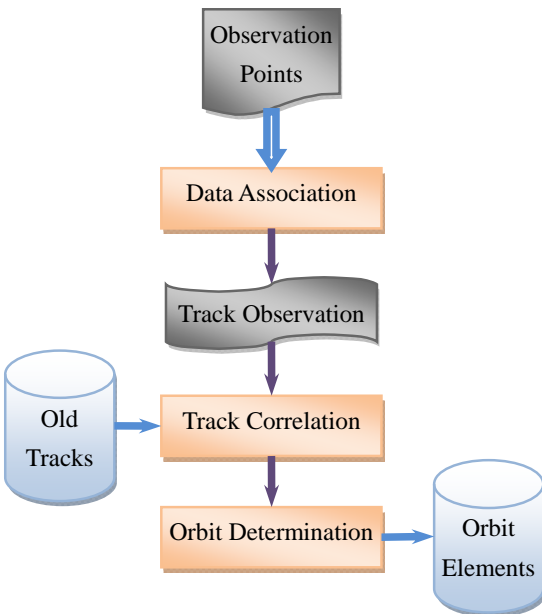 Observation
Points
Data Association
Track Observation
Old
Tracks
Track Correlation
Orbit Determination
Orbit
Elements